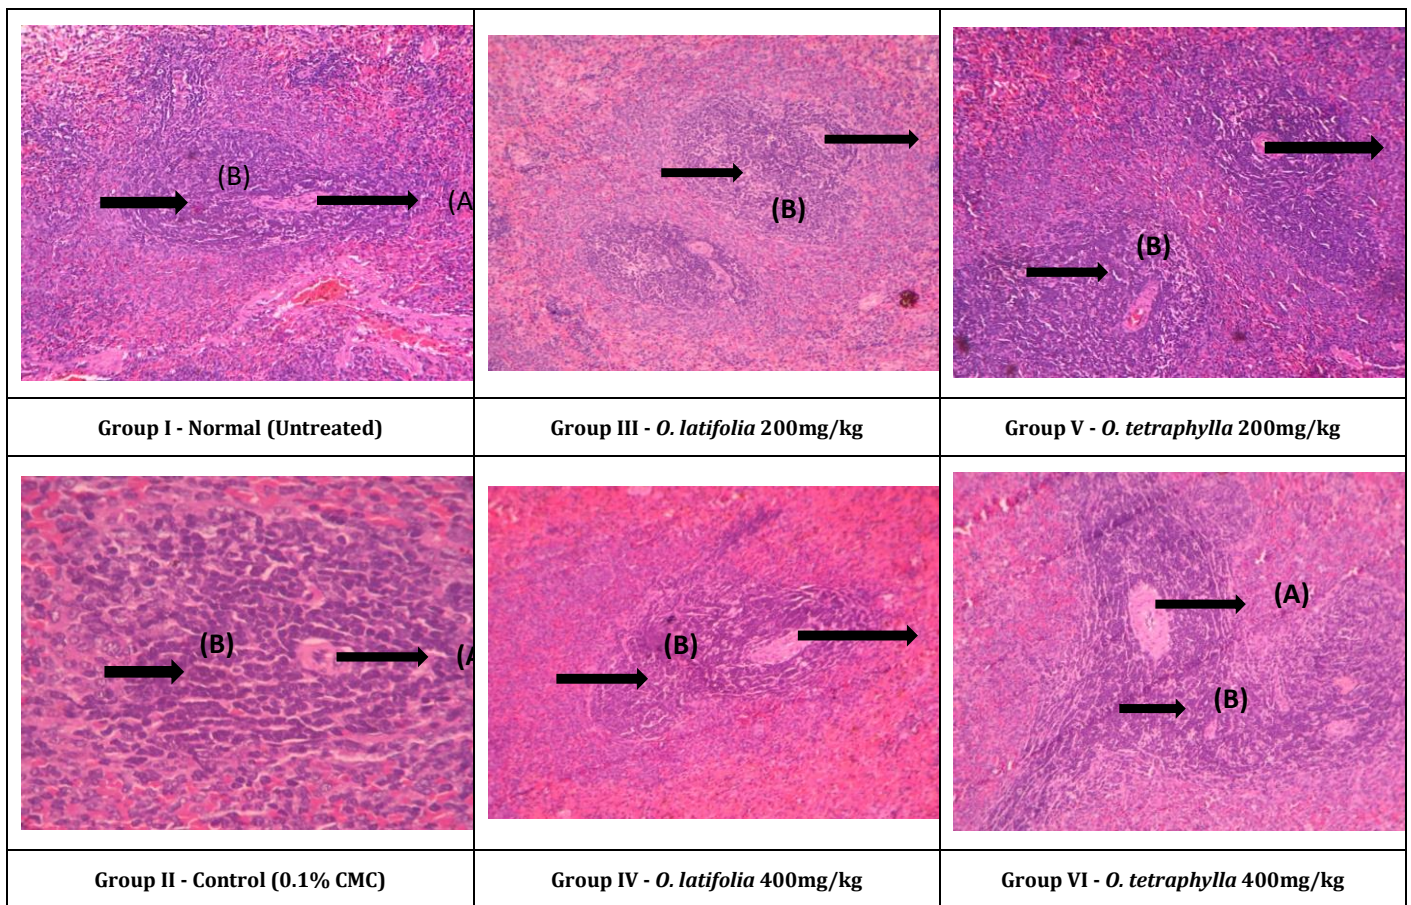 (B)
(A
(B)
(B)
Group I - Normal (Untreated)
Group III - O. latifolia 200mg/kg
Group V - O. tetraphylla 200mg/kg
(B)
(A
(B)
(A)
(B)
Group II - Control (0.1% CMC)
Group IV - O. latifolia 400mg/kg
Group VI - O. tetraphylla 400mg/kg